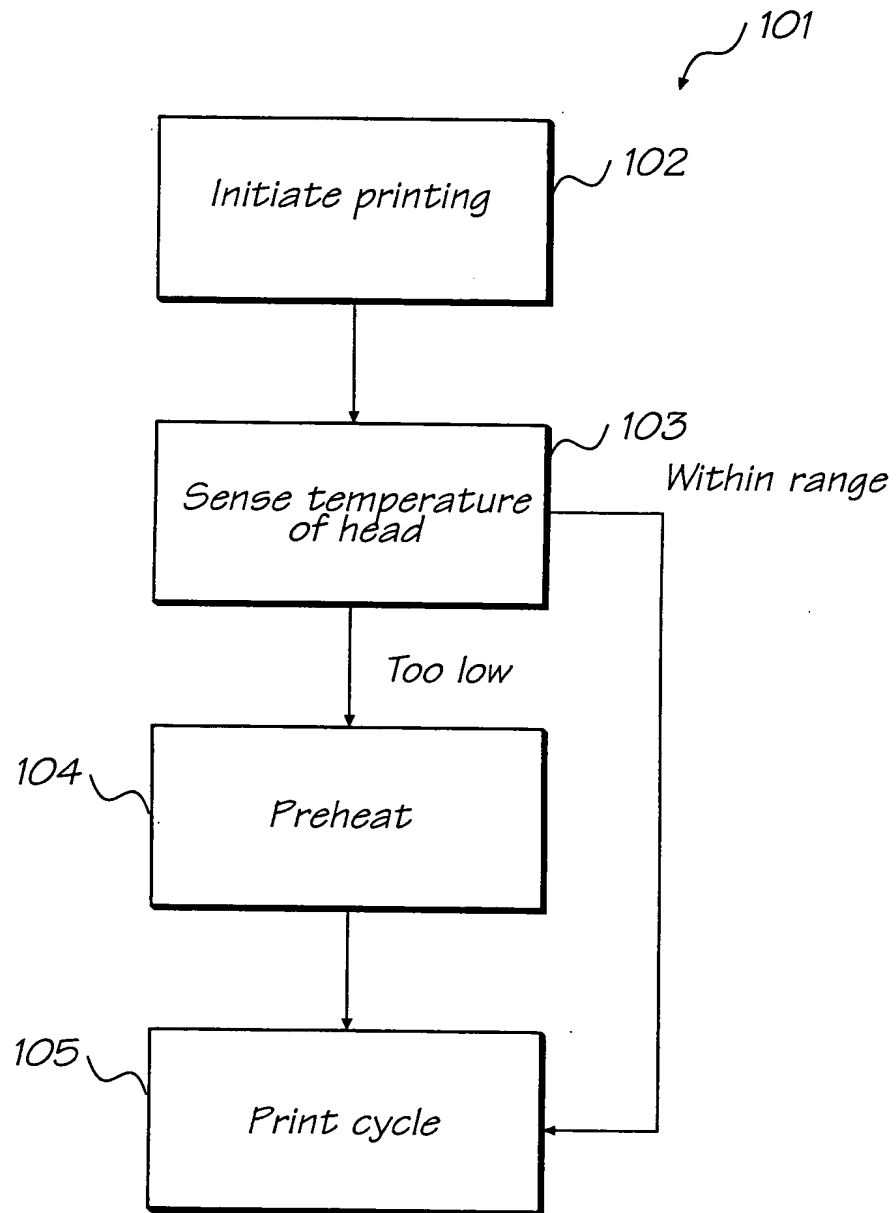 101
Initiate printing
102
103
Within range
Sense temperature
of head
Too low
104
Preheat
105
Print cycle